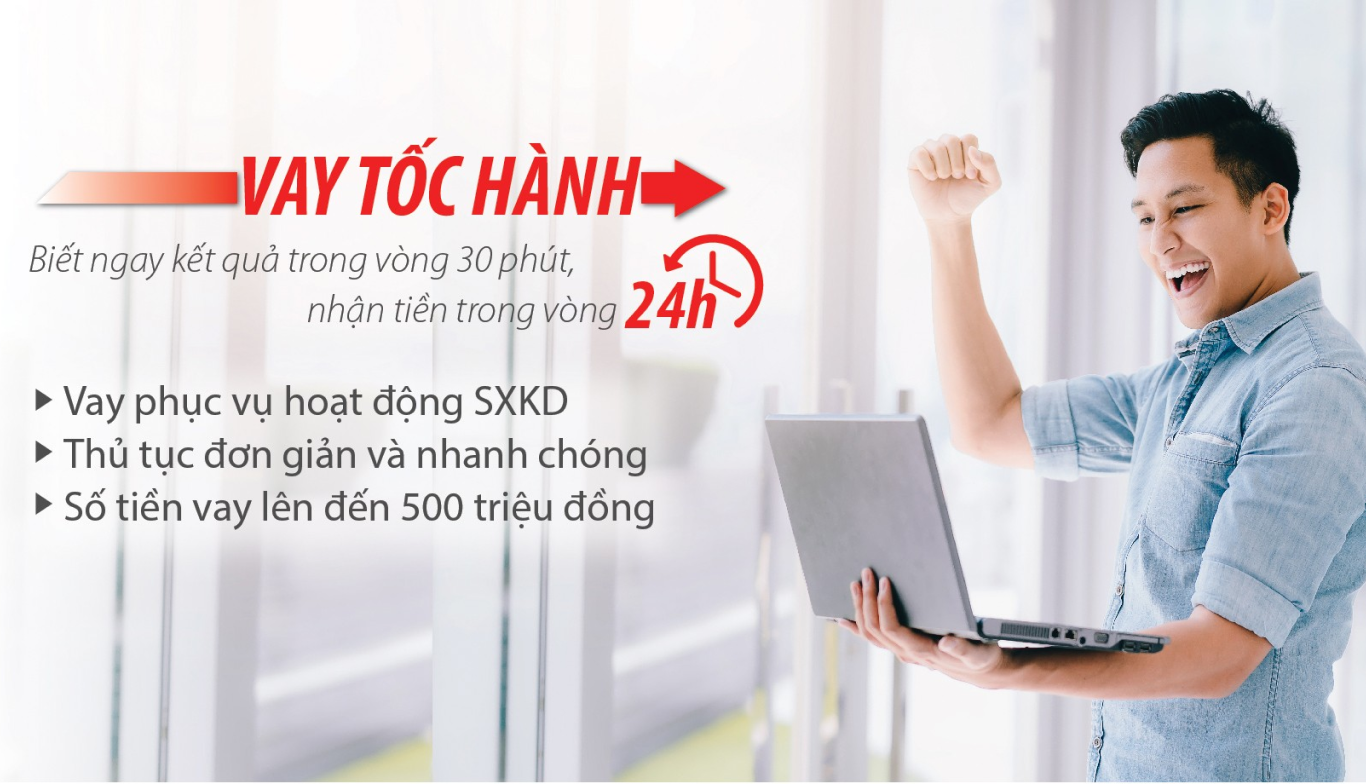 VAY TỐC HÀNH
Biết ngay kết quả trong vòng 30 phút,
nhận tiền trong vòng 24h
Vay phục vụ hoạt động SXKD
Thủ tục đơn giản và nhanh chóng
Số tiền vay lên đến 500 triệu đồng